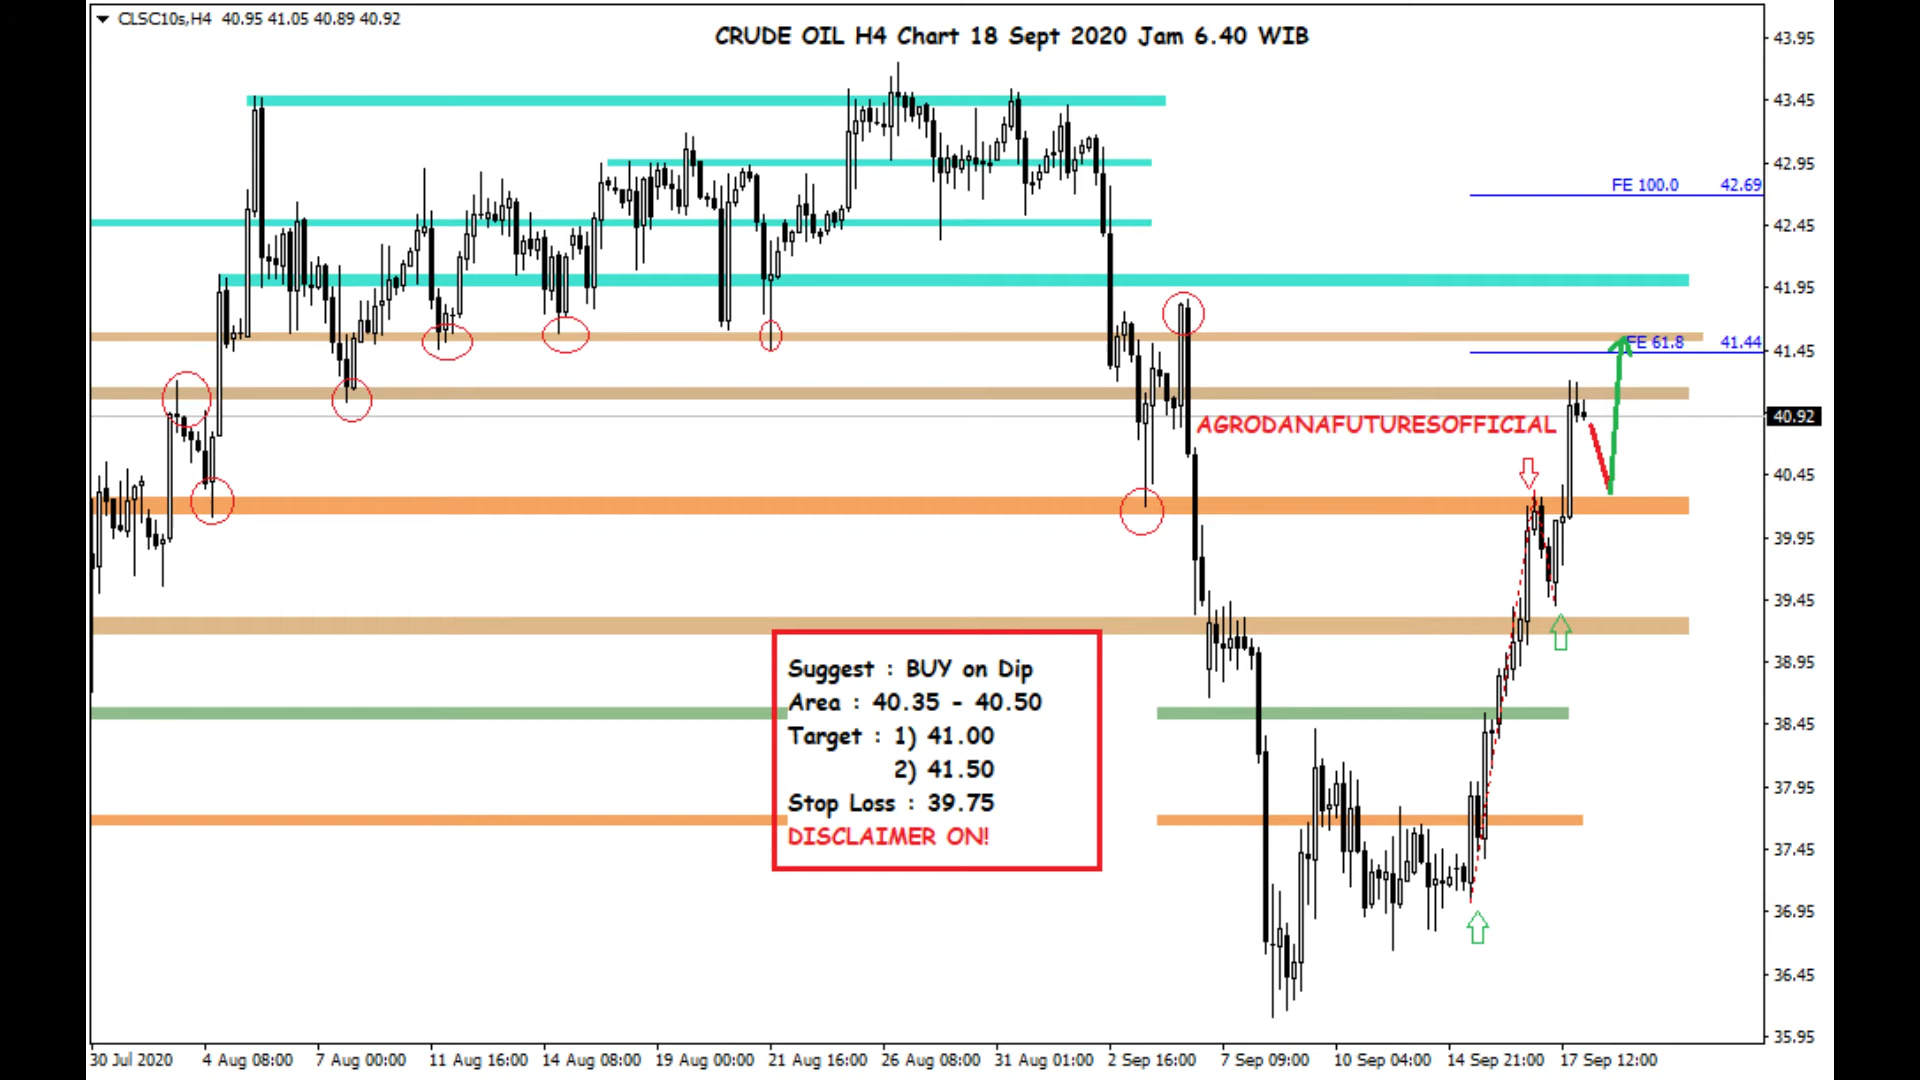 CLSC10s,H4 40.95 41.05 40.89 40.92
CRUDE OIL H4 Chart 18 Sept 2020 Jam 6.40 WIB
43.95
43.45
42.95
FE 100.0 42.69
42.45
41.95
FE 61.8 41.44
41.45
40.92
AGRODANAFUTURESOFFICIAL
40.45
39.95
39.45
38.95
38.45
37.95
37.45
36.95
36.45
35.95
Suggest : BUY on Dip
Area : 40.35 - 40.50
Target : 1) 41.00
2) 41.50
Stop Loss : 39.75
DISCLAIMER ON!
30 Jul 2020 4 Aug 08:00 7 Aug 00:00 11 Aug 16:00 14 Aug 08:00 19 Aug 00:00 21 Aug 16:00 26 Aug 08:00 31 Aug 01:00 2 Sep 16:00 7 Sep 09:00 10 Sep 04:00 14 Sep 21:00 17 Sep 12:00